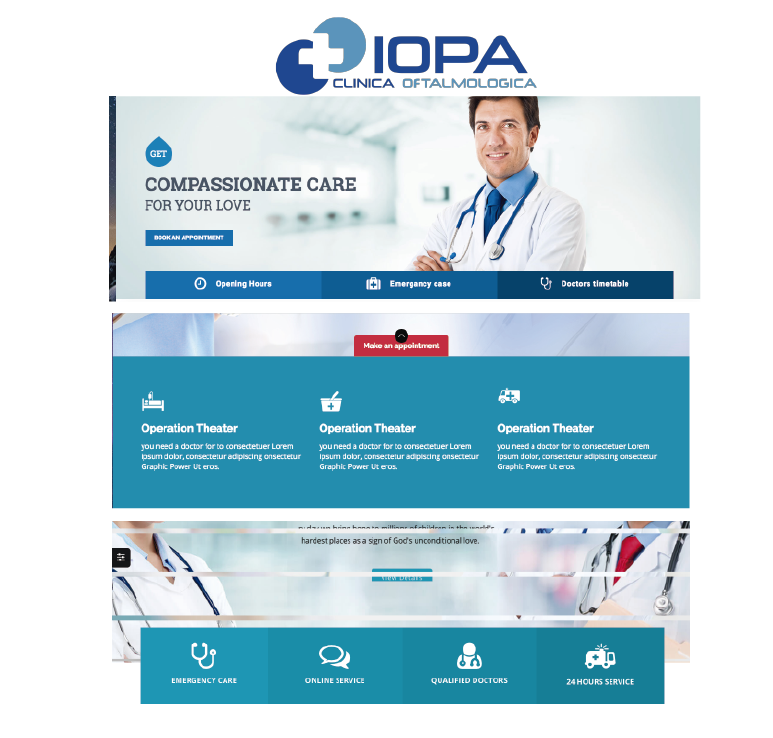 IOPA
CLINICA OFTALMOLOGICA
GET
COMPASSIONATE CARE
FOR YOUR LOVE
BOOK AN APPOINTMENT
Opening Hours
Emergancy case
Doctors timetable
Make an appointment
Operation Theater
you need a doctor for to consectetuer Lorem
ipsum dolor, consectetur adipiscing onsectetur
Graphic Power Ut eros.
Operation Theater
you need a doctor for to consectetuer Lorem
ipsum dolor, consectetur adipiscing onsectetur
Graphic Power Ut eros.
Operation Theater
you need a doctor for to consectetuer Lorem
ipsum dolor, consectetur adipiscing onsectetur
Graphic Power Ut eros.
bring hope to millions of children in the world's
hardest places as a sign of God's unconditional love.
View Details
EMERGENCY CARE
ONLINE SERVICE
QUALIFIED DOCTORS
24 HOURS SERVICE